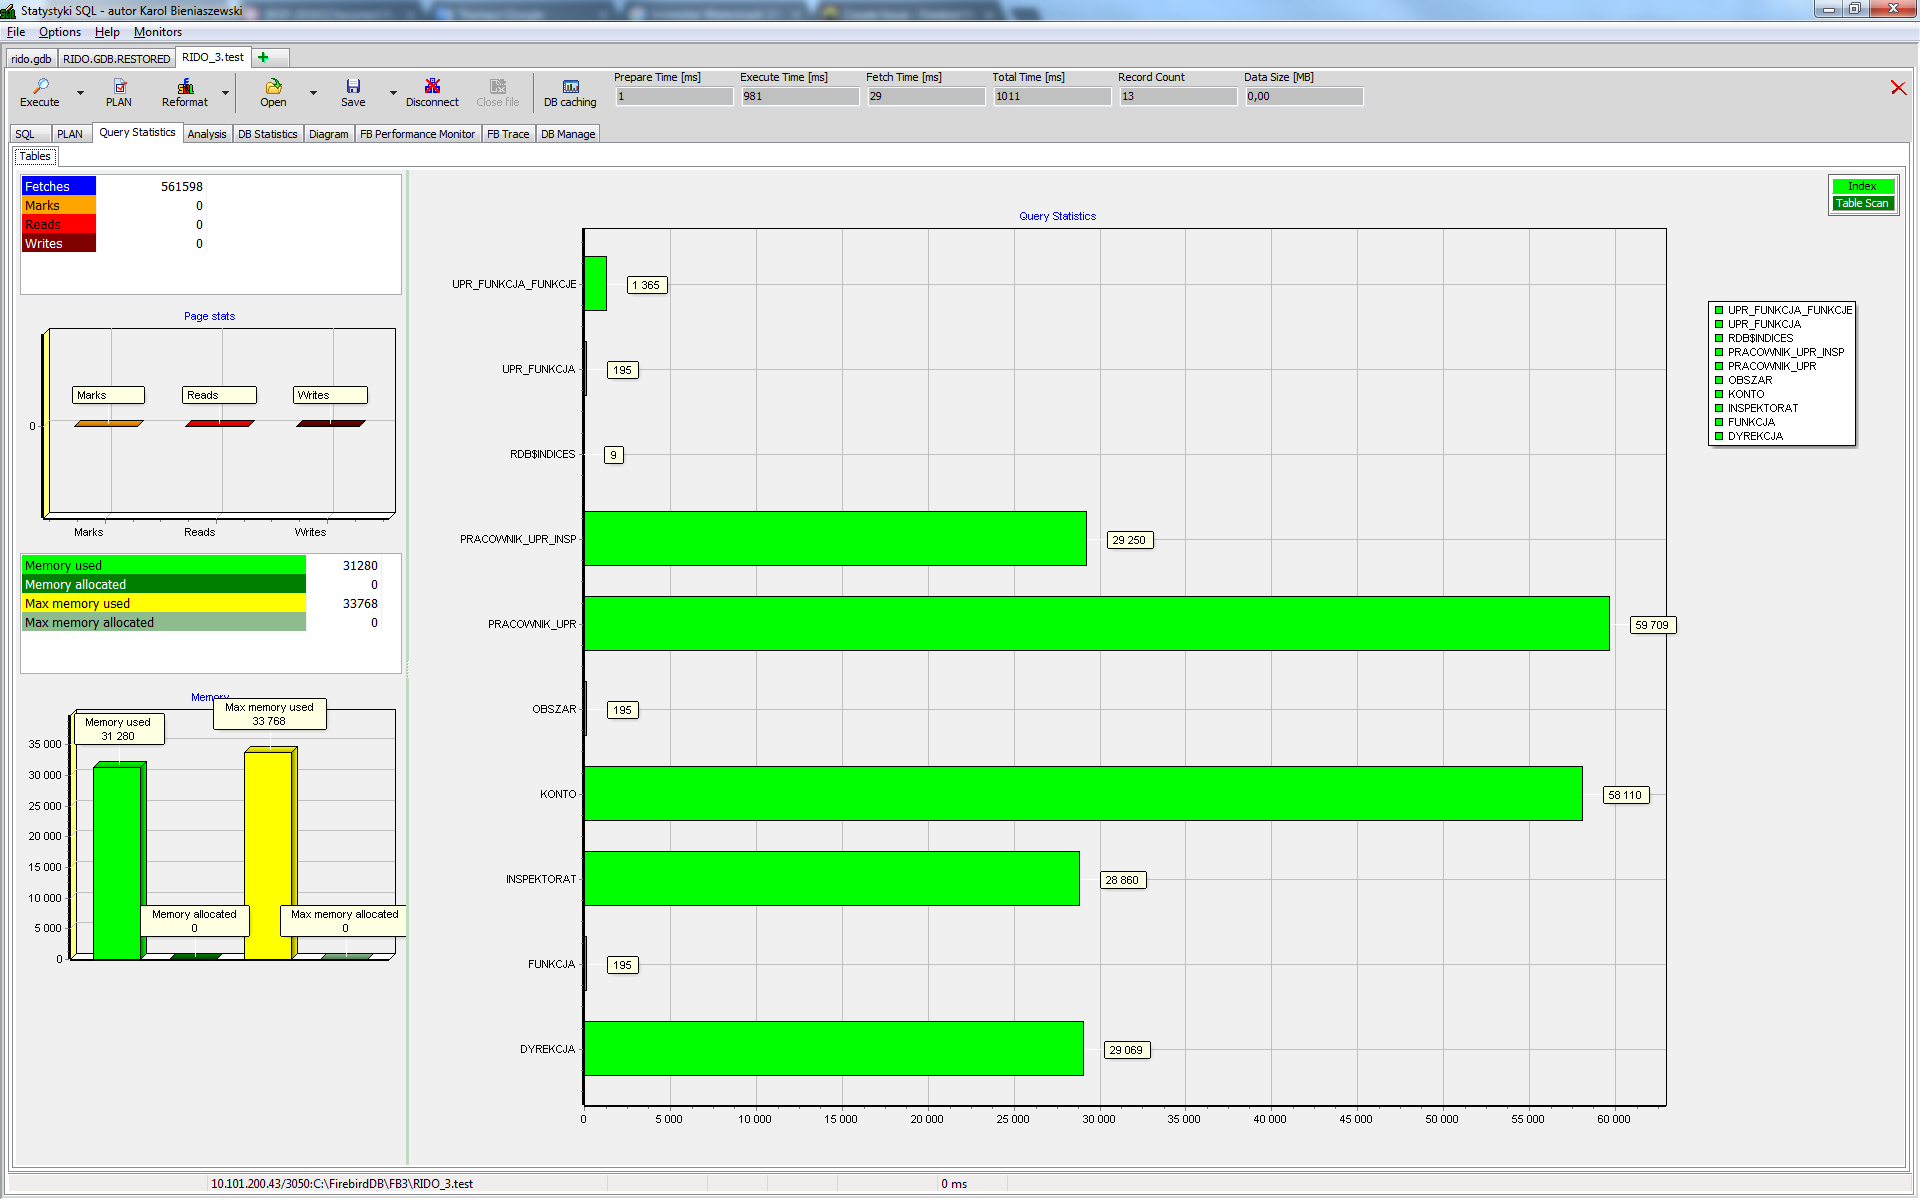 Statystyki SQL - autor Karol Bieniaszewski
File Options Help Monitors
rido.gdb RIDO.GDB.RESTORED RIDO_3.test
Execute PLAN Reformat Open Save Disconnect Close file DB caching
Prepare Time [ms] Execute Time [ms] Fetch Time [ms] Total Time [ms] Record Count Data Size [MB]
1 981 29 1011 13 0,00
SQL PLAN Query Statistics Analysis DB Statistics Diagram FB Performance Monitor FB Trace DB Manage
Tables
Fetches 561598
Marks 0
Reads 0
Writes 0
Page stats
Marks Reads Writes
0
Marks Reads Writes
Memory used 31280
Memory allocated 0
Max memory used 33768
Max memory allocated 0
Memory
Memory used
31 280
Max memory used
33 768
Memory allocated
0
Max memory allocated
0
35 000
30 000
25 000
20 000
15 000
10 000
5 000
0
Query Statistics
UPR_FUNKCJA_FUNKCJE 1 365
UPR_FUNKCJA 195
RDB$INDICES 9
PRACOWNIK_UPR_INSP 29 250
PRACOWNIK_UPR 59 709
OBSZAR 195
KONTO 58 110
INSPEKTORAT 28 860
FUNKCJA 195
DYREKCJA 29 069
0 5 000 10 000 15 000 20 000 25 000 30 000 35 000 40 000 45 000 50 000 55 000 60 000
Index
Table Scan
UPR_FUNKCJA_FUNKCJE
UPR_FUNKCJA
RDB$INDICES
PRACOWNIK_UPR_INSP
PRACOWNIK_UPR
OBSZAR
KONTO
INSPEKTORAT
FUNKCJA
DYREKCJA
10.101.200.43/3050:C:\FirebirdDB\FB3\RIDO_3.test 0 ms